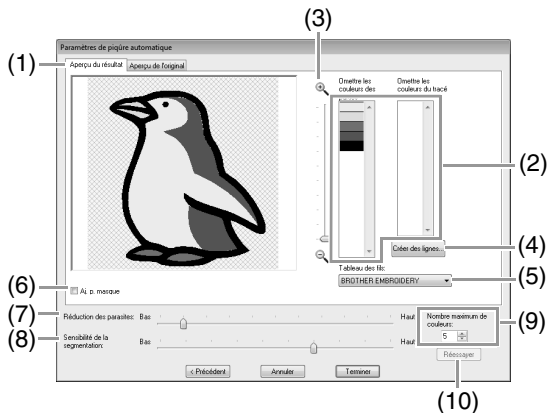 (3)
Paramètres de piqûre automatique
(1)
Aperçu du résultat
Aperçu de l'original
Omettre les
couleurs des
Omettre les
couleurs du tracé
(2)
Créer des lignes...
(4)
Tableau des fils:
BROTHER EMBROIDERY
(5)
(6)
Aj. p. masque
(7)
Réduction des parasites:
Bas
Haut
Nombre maximum de
couleurs:
5
(9)
(8)
Sensibilité de la
segmentation:
Bas
Haut
Réessayer
< Précédent
Annuler
Terminer
(10)